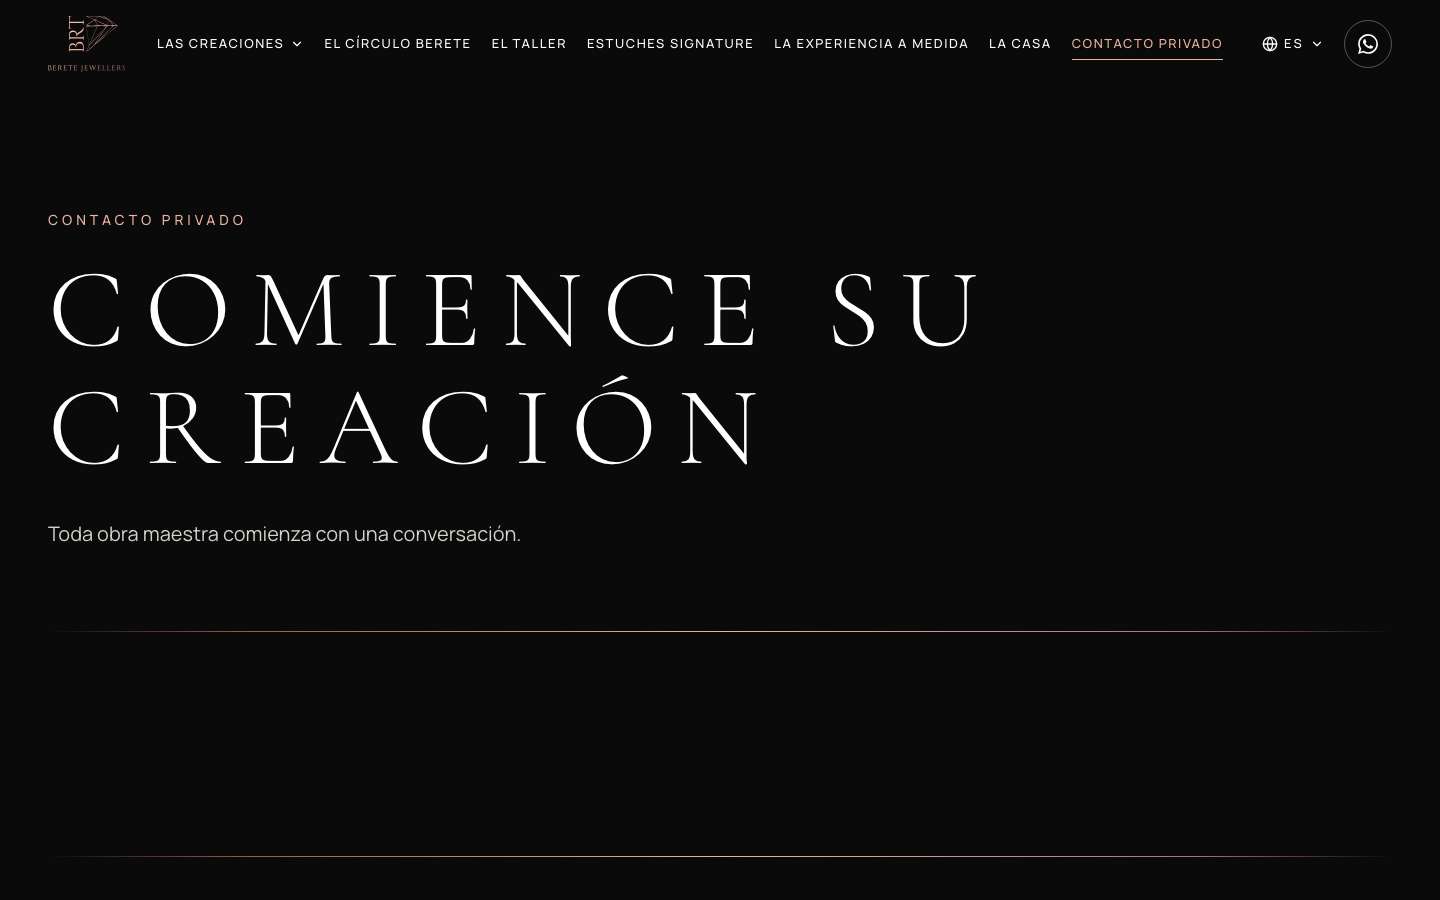 BRT
BERETE JEWELLERS
LAS CREACIONES
EL CÍRCULO BERETE
EL TALLER
ESTUCHES SIGNATURE
LA EXPERIENCIA A MEDIDA
LA CASA
CONTACTO PRIVADO
ES
CONTACTO PRIVADO
COMIENCE SU
CREACIÓN
Toda obra maestra comienza con una conversación.